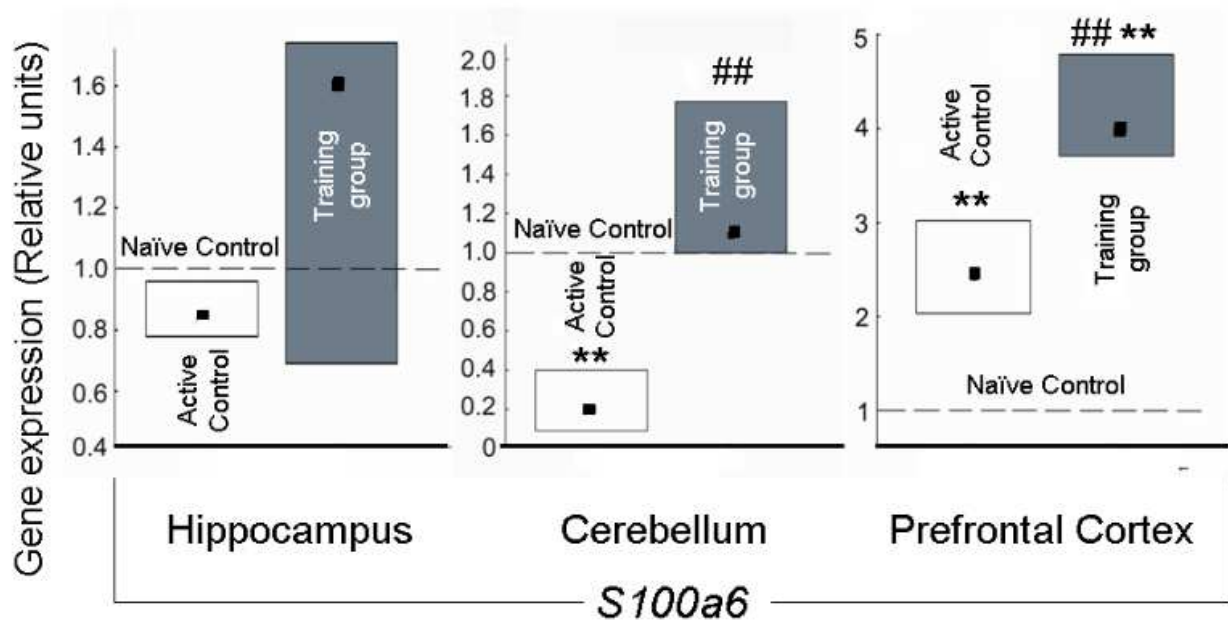 Gene expression (Relative units)
1.6
1.4
1.2
1.0
0.8
0.6
0.4
Naïve Control
Active
Control
Training
group
Hippocampus
2.0
1.8
1.6
1.4
1.2
1.0
0.8
0.6
0.4
0.2
0
##
Training
group
Naïve Control
Active
Control
**
Cerebellum
5
4
3
2
1
## **
Active
Control
**
Training
group
Naïve Control
Prefrontal Cortex
S100a6